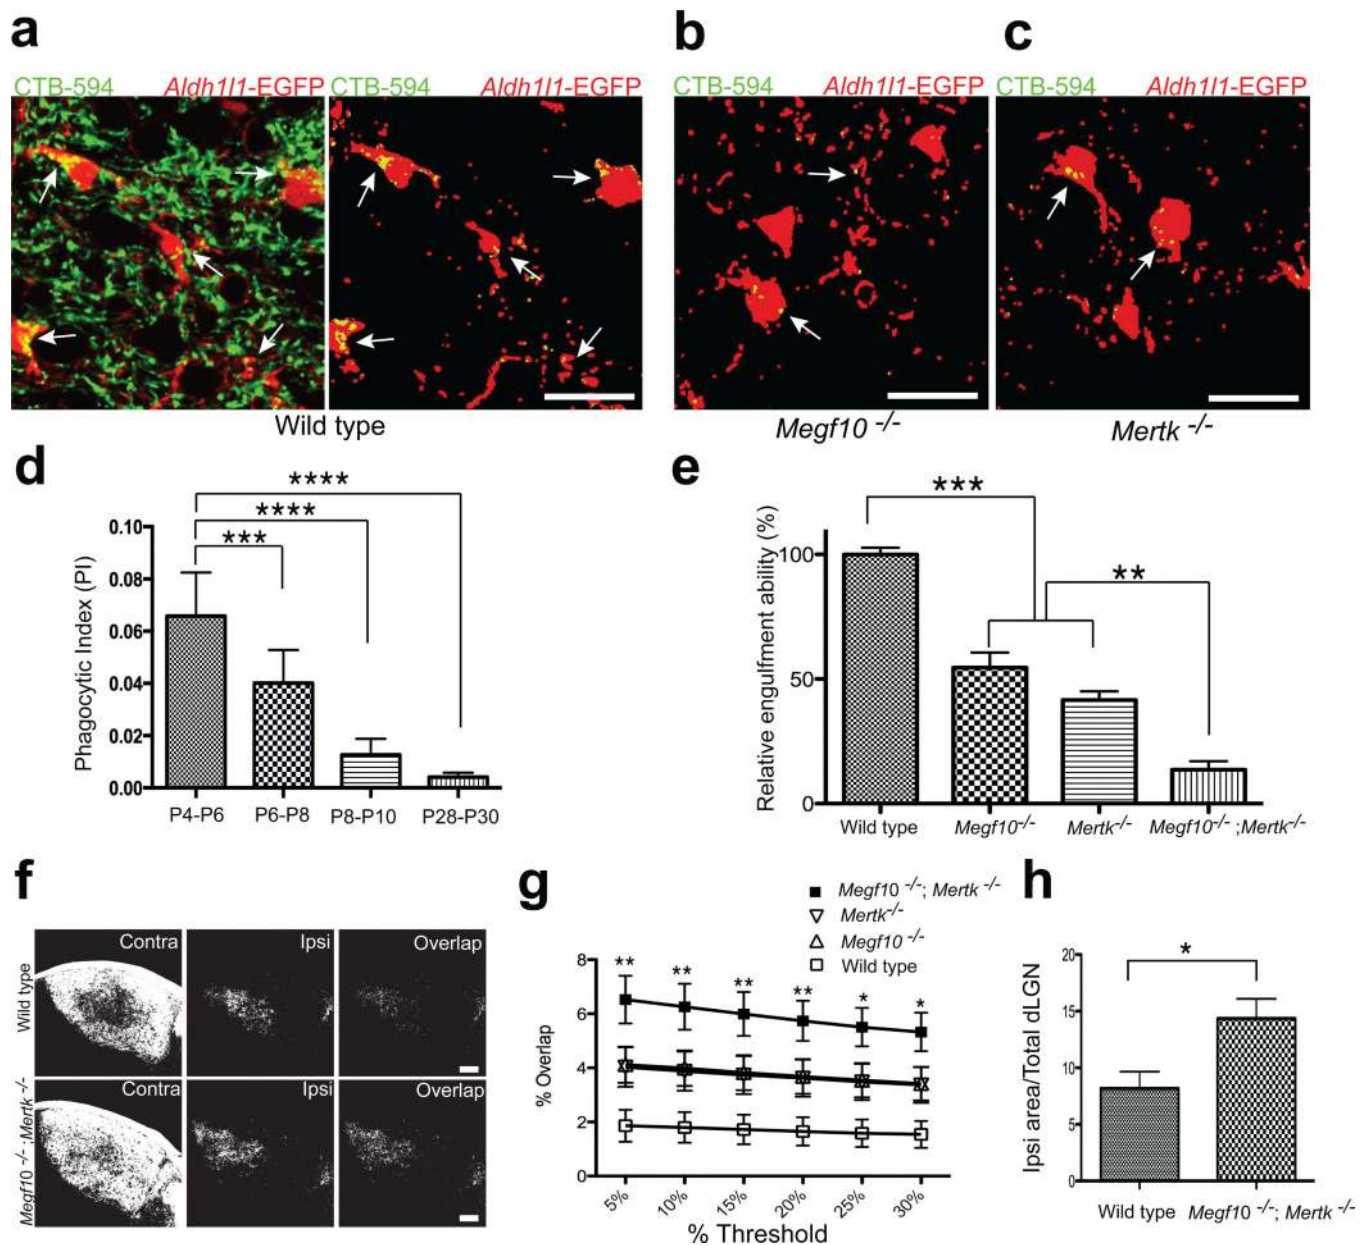 a
CTB-594 Aldh1l1-EGFP CTB-594 Aldh1l1-EGFP
Wild type
b
CTB-594 Aldh1l1-EGFP
Megf10 -/-
c
CTB-594 Aldh1l1-EGFP
Mertk -/-
d
****
****
***
Phagocytic Index (PI)
0.10
0.08
0.06
0.04
0.02
0.00
P4-P6 P6-P8 P8-P10 P28-P30
e
***
**
Relative engulfment ability (%)
100
50
0
Wild type Megf10-/- Mertk-/- Megf10-/- ;Mertk-/-
f
Wild type
Contra Ipsi Overlap
Megf10 -/- ;Mertk -/-
Contra Ipsi Overlap
g
Megf10 -/-; Mertk -/-
Mertk-/-
Megf10 -/-
Wild type
% Overlap
8
6
4
2
0
** ** ** ** * *
5% 10% 15% 20% 25% 30%
% Threshold
h
*
Ipsi area/Total dLGN
20
15
10
5
0
Wild type Megf10 -/-; Mertk -/-